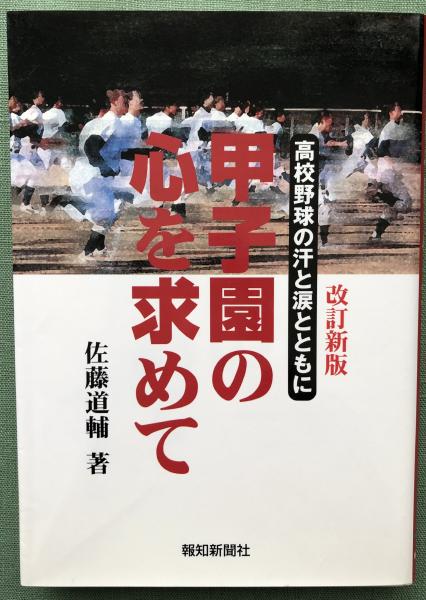 改訂新版
高校野球の汗と涙とともに
甲子園の
心を求めて
佐藤道輔 著
報知新聞社